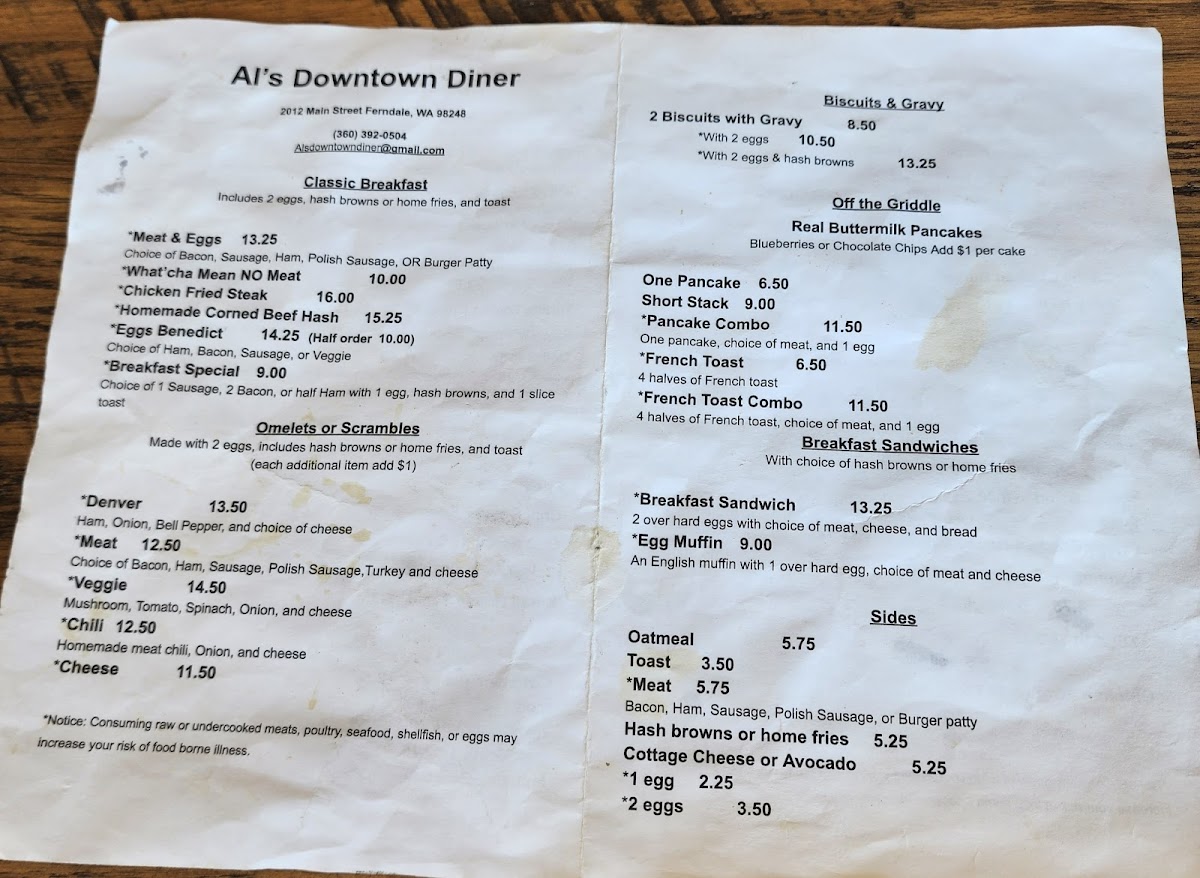 Al's Downtown Diner
2012 Main Street Ferndale, WA 98248
(360) 392-0504
Alsdowntowndiner@gmail.com
Classic Breakfast
Includes 2 eggs, hash browns or home fries, and toast
*Meat & Eggs 13.25
Choice of Bacon, Sausage, Ham, Polish Sausage, OR Burger Patty
*What'cha Mean NO Meat 10.00
*Chicken Fried Steak 16.00
*Homemade Corned Beef Hash 15.25
*Eggs Benedict 14.25 (Half order 10.00)
Choice of Ham, Bacon, Sausage, or Veggie
*Breakfast Special 9.00
Choice of 1 Sausage, 2 Bacon, or half Ham with 1 egg, hash browns, and 1 slice
toast
Omelets or Scrambles
Made with 2 eggs, includes hash browns or home fries, and toast
(each additional item add $1)
*Denver 13.50
Ham, Onion, Bell Pepper, and choice of cheese
*Meat 12.50
Choice of Bacon, Ham, Sausage, Polish Sausage,Turkey and cheese
*Veggie 14.50
Mushroom, Tomato, Spinach, Onion, and cheese
*Chili 12.50
Homemade meat chili, Onion, and cheese
*Cheese 11.50
*Notice: Consuming raw or undercooked meats, poultry, seafood, shellfish, or eggs may
increase your risk of food borne illness.
Biscuits & Gravy
2 Biscuits with Gravy 8.50
*With 2 eggs 10.50
*With 2 eggs & hash browns 13.25
Off the Griddle
Real Buttermilk Pancakes
Blueberries or Chocolate Chips Add $1 per cake
One Pancake 6.50
Short Stack 9.00
*Pancake Combo 11.50
One pancake, choice of meat, and 1 egg
*French Toast 6.50
4 halves of French toast
*French Toast Combo 11.50
4 halves of French toast, choice of meat, and 1 egg
Breakfast Sandwiches
With choice of hash browns or home fries
*Breakfast Sandwich 13.25
2 over hard eggs with choice of meat, cheese, and bread
*Egg Muffin 9.00
An English muffin with 1 over hard egg, choice of meat and cheese
Sides
Oatmeal 5.75
Toast 3.50
*Meat 5.75
Bacon, Ham, Sausage, Polish Sausage, or Burger patty
Hash browns or home fries 5.25
Cottage Cheese or Avocado 5.25
*1 egg 2.25
*2 eggs 3.50